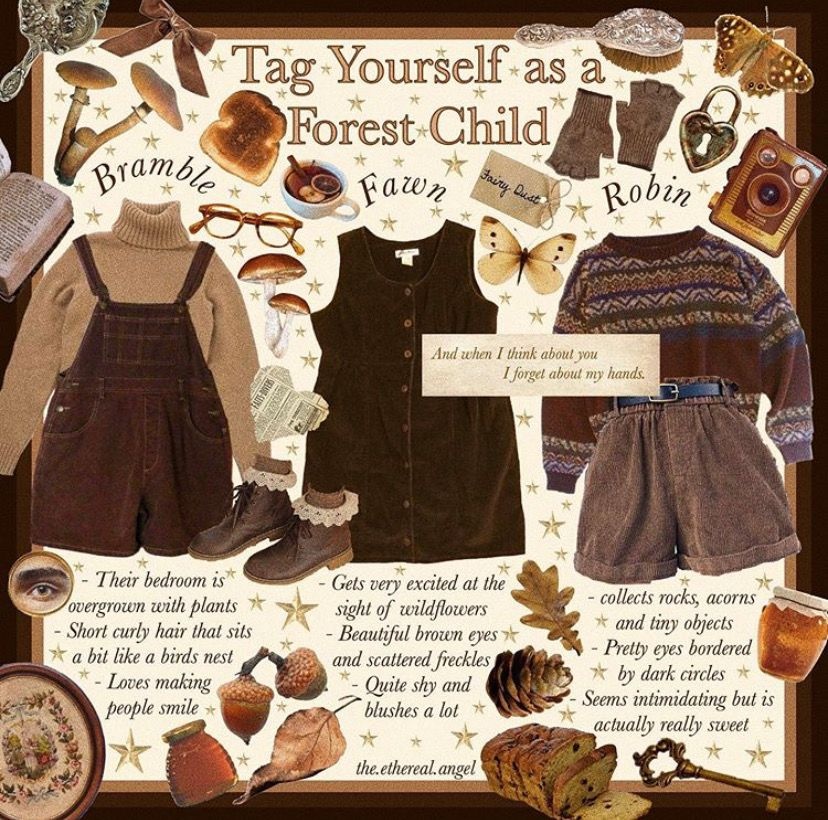 Tag Yourself as a
Forest Child
Bramble
Fawn
Fairy Dust
Robin
And when I think about you
I forget about my hands.
- Their bedroom is
overgrown with plants
- Short curly hair that sits
a bit like a birds nest
- Loves making
people smile
- Gets very excited at the
sight of wildflowers
- Beautiful brown eyes
and scattered freckles
- Quite shy and
blushes a lot
- collects rocks, acorns
and tiny objects
- Pretty eyes bordered
by dark circles
- Seems intimidating but is
actually really sweet
the.ethereal.angel